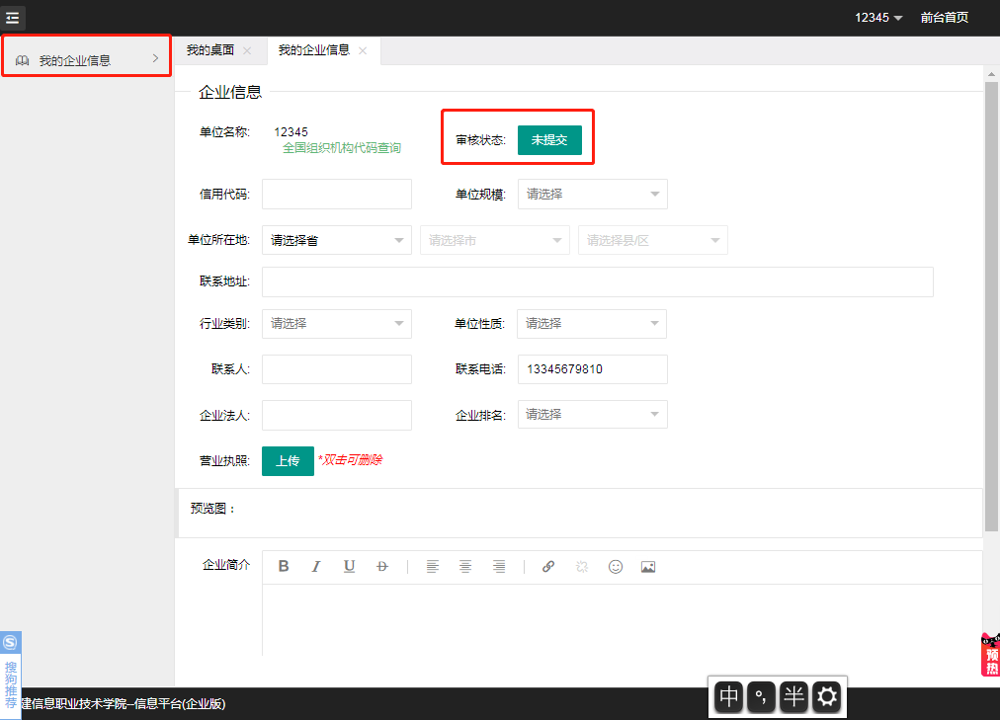 12345 前台首页
我的企业信息
我的桌面 我的企业信息
企业信息
单位名称: 12345
全国组织机构代码查询
审核状态: 未提交
信用代码: 单位规模: 请选择
单位所在地: 请选择省 请选择市 请选择县/区
联系地址:
行业类别: 请选择 单位性质: 请选择
联系人: 联系电话: 13345679810
企业法人: 企业排名: 请选择
营业执照: 上传 *双击可删除
预览图：
企业简介 B I U D
搜狗推荐
预热
建信息职业技术学院--信息平台(企业版)
中 °, 半